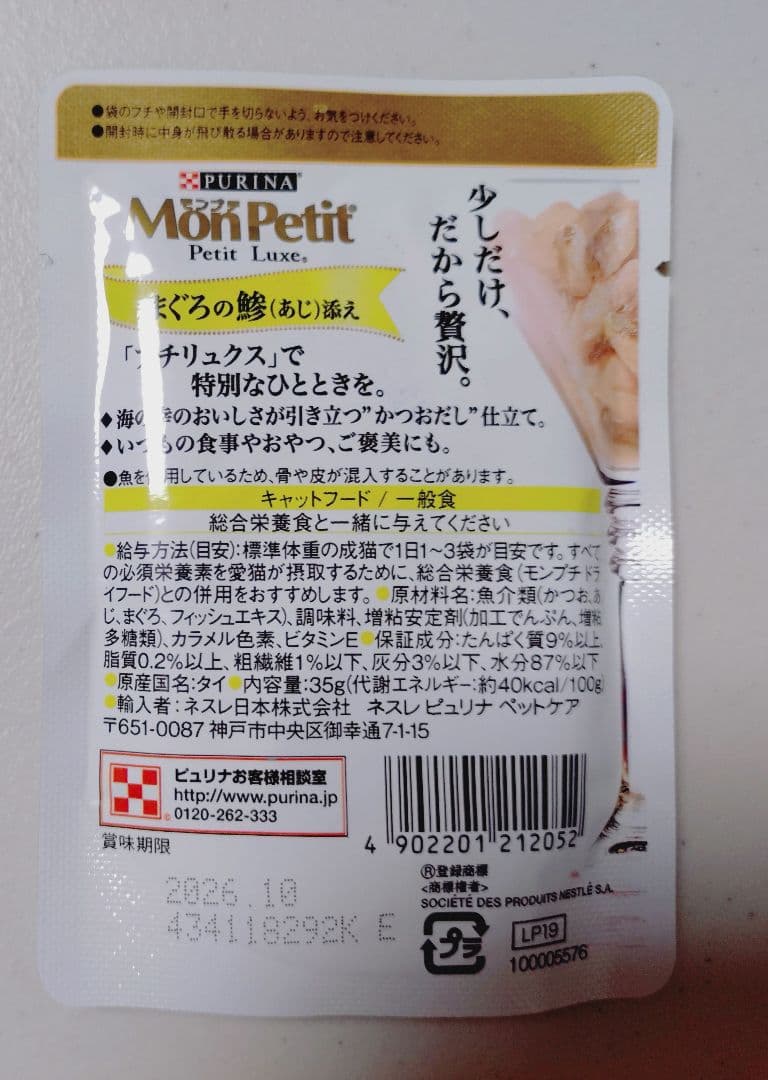 ●袋のフチや開封口で手を切らないよう、お気をつけください。
●開封時に中身が飛び散る場合がありますので注意してください。
PURINA
モンプチ
MonPetit®
Petit Luxe®
まぐろの鯵(あじ)添え
少しだけ、
だから贅沢。
「プチリュクス」で
特別なひとときを。
◆海の幸のおいしさが引き立つ"かつおだし"仕立て。
◆いつもの食事やおやつ、ご褒美にも。
●魚を使用しているため、骨や皮が混入することがあります。
キャットフード / 一般食
総合栄養食と一緒に与えてください
●給与方法(目安):標準体重の成猫で1日1~3袋が目安です。すべて
の必須栄養素を愛猫が摂取するために、総合栄養食(モンプチ ドラ
イフード)との併用をおすすめします。●原材料名:魚介類(かつお、あ
じ、まぐろ、フィッシュエキス)、調味料、増粘安定剤(加工でんぷん、増粘
多糖類)、カラメル色素、ビタミンE●保証成分:たんぱく質9%以上、
脂質0.2%以上、粗繊維1%以下、灰分3%以下、水分87%以下
●原産国名:タイ●内容量:35g(代謝エネルギー:約40kcal/100g)
●輸入者:ネスレ日本株式会社 ネスレ ピュリナ ペットケア
〒651-0087 神戸市中央区御幸通7-1-15
ピュリナお客様相談室
http://www.purina.jp
0120-262-333
賞味期限
4 902201 212052
2026.10
434118292K E
®登録商標
<商標権者>
SOCIÉTÉ DES PRODUITS NESTLÉ S.A.
プラ
LP19
100005576